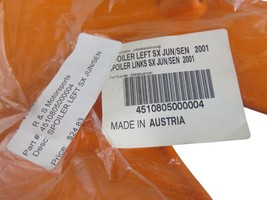 R & S Motorsports
Part #: 4510805000004
Desc: SPOILER LEFT SX JUN/SEN
Price: $24.83
OILER LEFT SX JUN/SEN 2001
SPOILER LINKS SX JUN/SEN 2001
4510805000004
MADE IN AUSTRIA